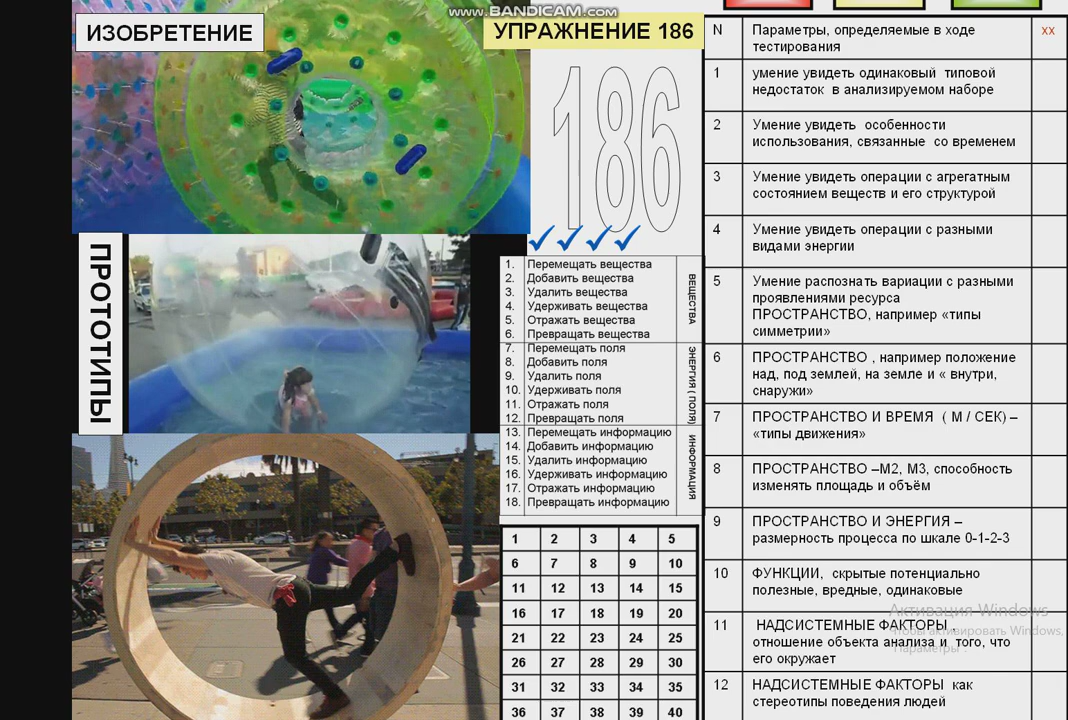 www.BANDICAM.com
ИЗОБРЕТЕНИЕ
УПРАЖНЕНИЕ 186
186
ПРОТОТИПЫ
1. Перемещать вещества
2. Добавить вещества
3. Удалить вещества
4. Удерживать вещества
5. Отражать вещества
6. Превращать вещества
ВЕЩЕСТВА
7. Перемещать поля
8. Добавить поля
9. Удалить поля
10. Удерживать поля
11. Отражать поля
12. Превращать поля
ЭНЕРГИЯ ( ПОЛЯ)
13. Перемещать информацию
14. Добавить информацию
15. Удалить информацию
16. Удерживать информацию
17. Отражать информацию
18. Превращать информацию
ИНФОРМАЦИЯ
1 2 3 4 5
6 7 8 9 10
11 12 13 14 15
16 17 18 19 20
21 22 23 24 25
26 27 28 29 30
31 32 33 34 35
36 37 38 39 40
N Параметры, определяемые в ходе xx
тестирования
1 умение увидеть одинаковый типовой
недостаток в анализируемом наборе
2 Умение увидеть особенности
использования, связанные со временем
3 Умение увидеть операции с агрегатным
состоянием веществ и его структурой
4 Умение увидеть операции с разными
видами энергии
5 Умение распознать вариации с разными
проявлениями ресурса
ПРОСТРАНСТВО, например «типы
симметрии»
6 ПРОСТРАНСТВО , например положение
над, под землей, на земле и « внутри,
снаружи»
7 ПРОСТРАНСТВО И ВРЕМЯ ( М / СЕК) –
«типы движения»
8 ПРОСТРАНСТВО –М2, М3, способность
изменять площадь и объём
9 ПРОСТРАНСТВО И ЭНЕРГИЯ –
размерность процесса по шкале 0-1-2-3
10 ФУНКЦИИ, скрытые потенциально
полезные, вредные, одинаковые
11 НАДСИСТЕМНЫЕ ФАКТОРЫ ,
отношение объекта анализа и того, что
его окружает
12 НАДСИСТЕМНЫЕ ФАКТОРЫ как
стереотипы поведения людей
Активация Windows
Чтобы активировать Windows,
"Параметры".